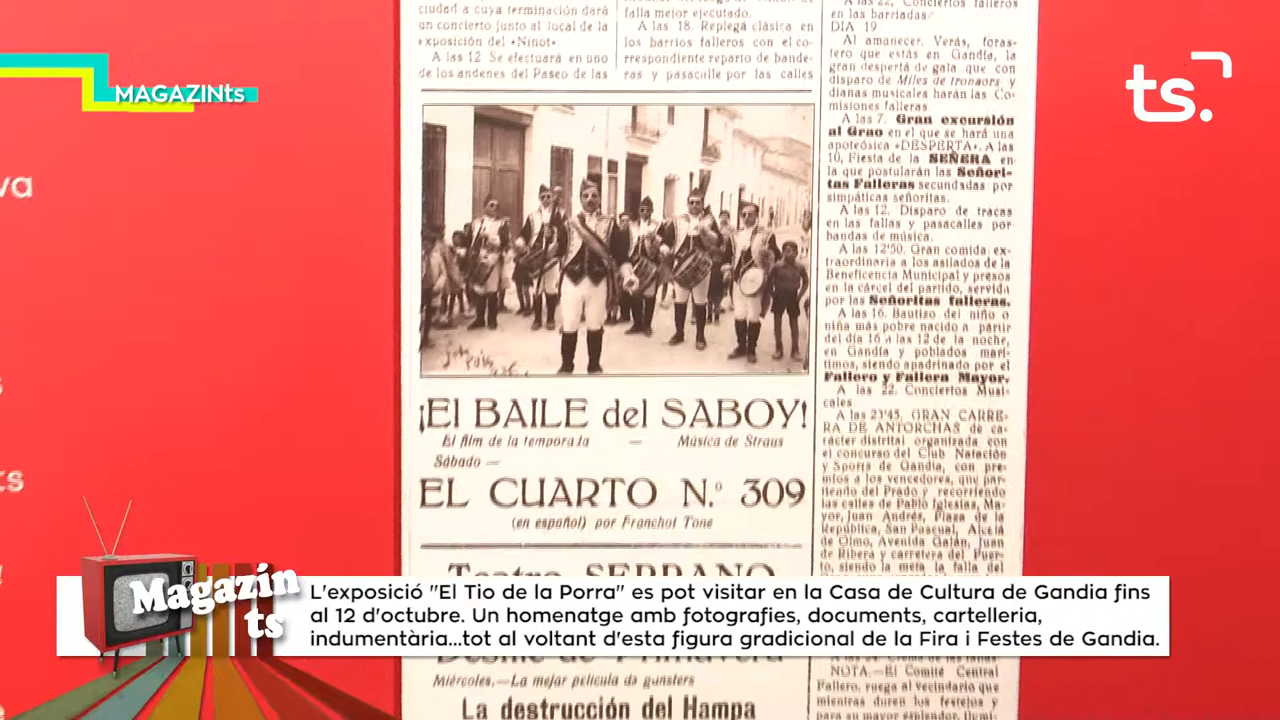 MAGAZINts
ts.
va
s
ts
ciudad a cuya terminación dará
un concierto junto al local de la
exposición del «Ninot»
A las 12 Se efectuará en uno
de los andenes del Paseo de las
falla mejor ejecutado.
A las 18. Replegá clásica en
los barrios falleros con el co-
rrespondiente reparto de bande-
ras y pasacalle por las calles
¡El BAILE del SABOY!
El film de la temporada — Música de Straus
Sábado —
EL CUARTO N.º 309
(en español) por Franchot Tone
Teatro SERRANO
Desfile de Primavera
Miércoles.—La mejor película de gunsters
La destrucción del Hampa
A las 22, Conciertos falleros
en las barriadas
DIA 19
Al amanecer. Verás, foras-
tero que estás en Gandía, la
gran despertá de gala que con
disparo de Miles de tronaors y
dianas musicales harán las Co-
misiones falleras
A las 7. Gran excursión
al Grao en el que se hará una
apoteósica «DESPERTA». A las
10, Fiesta de la SEÑERA en
la que postularán las Señori-
tas Falleras secundadas por
simpáticas señoritas.
A las 12. Disparo de tracas
en las fallas y pasacalles por
bandas de música.
A las 12'50. Gran comida ex-
traordinaria a los asilados de la
Beneficencia Municipal y presos
en la cárcel del partido, servida
por las Señoritas falleras.
A las 16. Bautizo del niño o
niña más pobre nacido a partir
del día 16 a las 12 de la noche,
en Gandía y poblados marí-
timos, siendo apadrinado por el
Fallero y Fallera Mayor.
A las 22. Conciertos Musi-
cales
A las 23'45. GRAN CARRE-
RA DE ANTORCHAS de ca-
rácter distrital organizada con
el concurso del Club Natación
y Sports de Gandía, con pre-
mios a los vencedores, que par-
tiendo del Prado y recorriendo
las calles de Pablo Iglesias, Ma-
yor, Juan Andrés, Plaza de la
República, San Pascual, Alcalá
de Olmo, Avenida Galán, Juan
de Ribera y carretera del Puer-
to, siendo la meta la falla del
NOTA.—El Comité Central
Fallero, ruega al vecindario que
mientras duren los festejos y
para su mayor esplendor, ilumi-
Magazín
ts
L'exposició "El Tio de la Porra" es pot visitar en la Casa de Cultura de Gandia fins
al 12 d'octubre. Un homenatge amb fotografies, documents, cartelleria,
indumentària...tot al voltant d'esta figura gradicional de la Fira i Festes de Gandia.